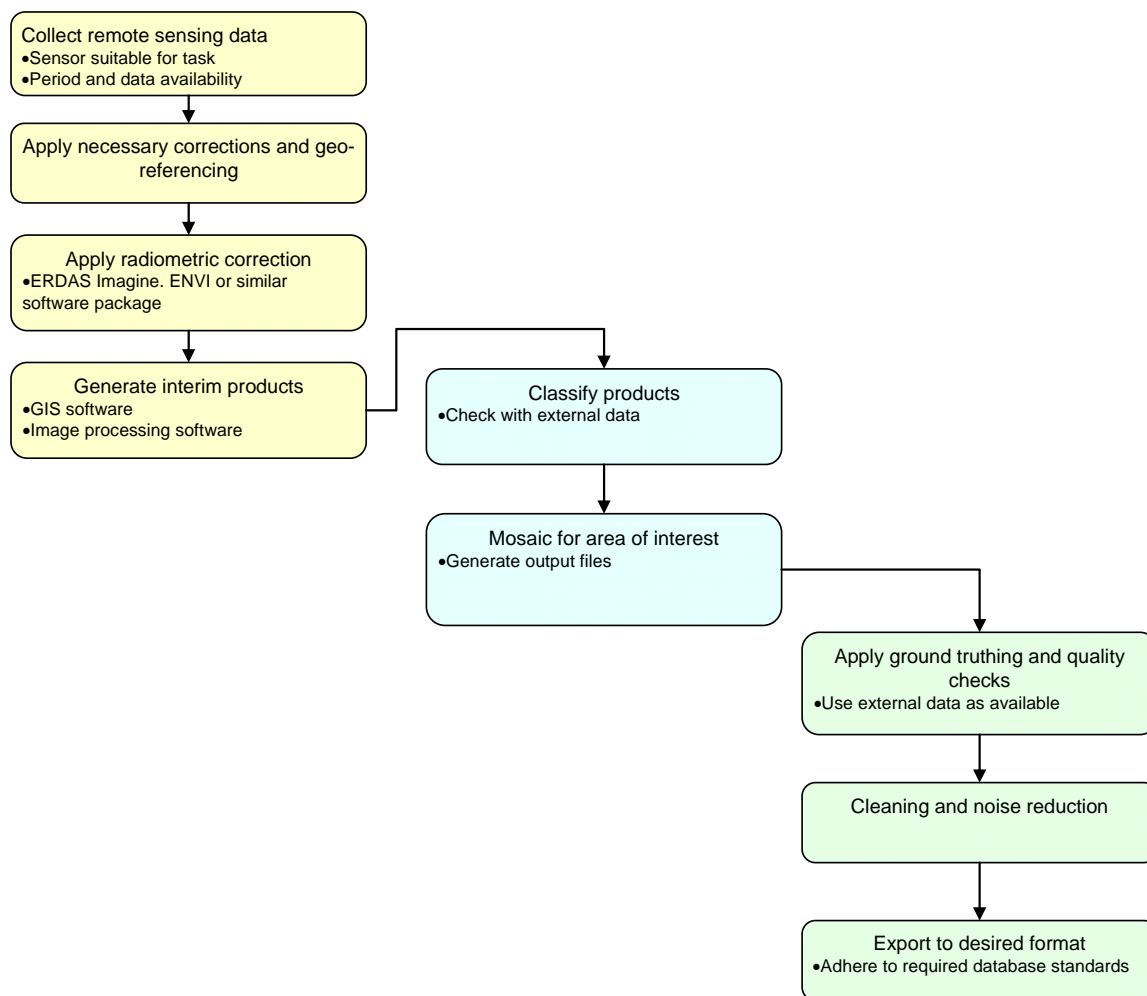 Collect remote sensing data
•Sensor suitable for task
•Period and data availability
Apply necessary corrections and geo-
referencing
Apply radiometric correction
•ERDAS Imagine. ENVI or similar
software package
Generate interim products
•GIS software
•Image processing software
Classify products
•Check with external data
Mosaic for area of interest
•Generate output files
Apply ground truthing and quality
checks
•Use external data as available
Cleaning and noise reduction
Export to desired format
•Adhere to required database standards